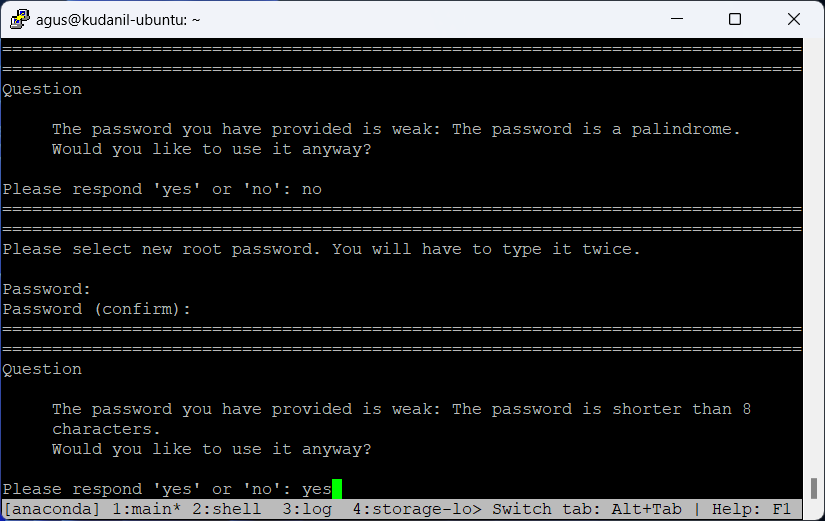 agus@kudanil-ubuntu: ~
================================================================================
================================================================================
Question
The password you have provided is weak: The password is a palindrome.
Would you like to use it anyway?
Please respond 'yes' or 'no': no
================================================================================
================================================================================
Please select new root password. You will have to type it twice.
Password:
Password (confirm):
================================================================================
================================================================================
Question
The password you have provided is weak: The password is shorter than 8
characters.
Would you like to use it anyway?
Please respond 'yes' or 'no': yes
[anaconda] 1:main* 2:shell  3:log  4:storage-lo> Switch tab: Alt+Tab | Help: F1